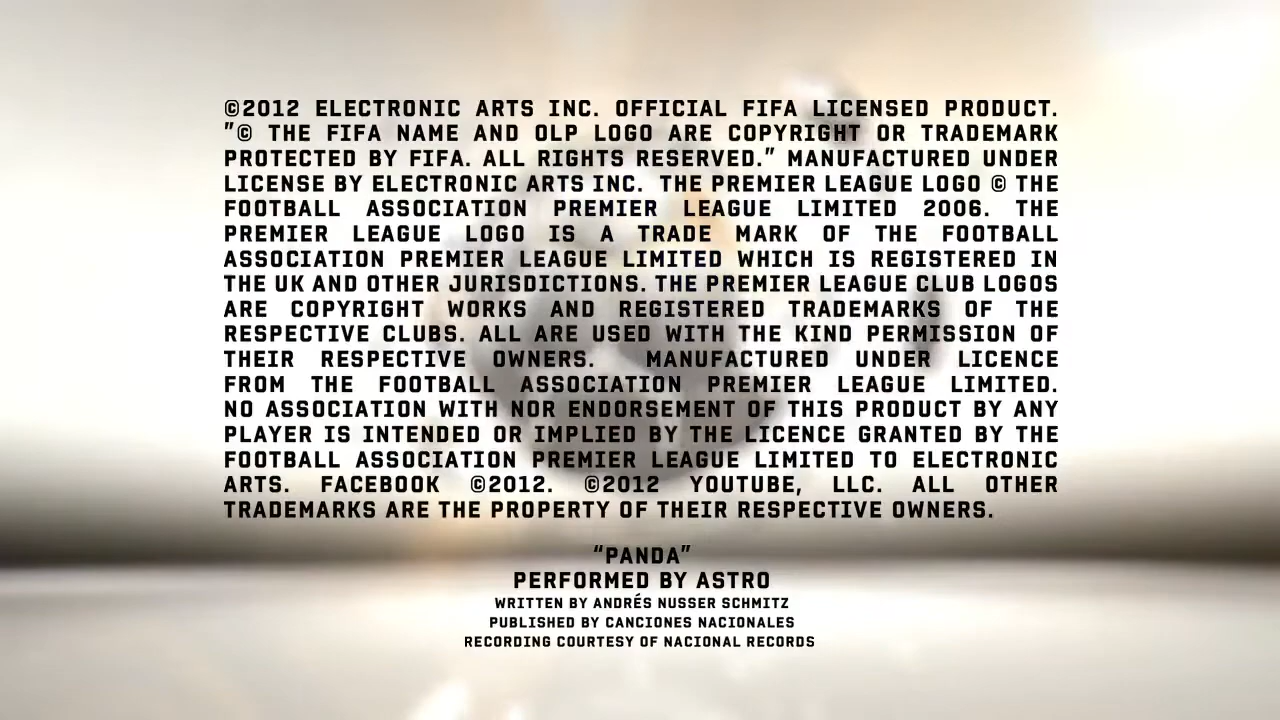 ©2012 ELECTRONIC ARTS INC. OFFICIAL FIFA LICENSED PRODUCT.
"© THE FIFA NAME AND OLP LOGO ARE COPYRIGHT OR TRADEMARK
PROTECTED BY FIFA. ALL RIGHTS RESERVED." MANUFACTURED UNDER
LICENSE BY ELECTRONIC ARTS INC. THE PREMIER LEAGUE LOGO © THE
FOOTBALL ASSOCIATION PREMIER LEAGUE LIMITED 2006. THE
PREMIER LEAGUE LOGO IS A TRADE MARK OF THE FOOTBALL
ASSOCIATION PREMIER LEAGUE LIMITED WHICH IS REGISTERED IN
THE UK AND OTHER JURISDICTIONS. THE PREMIER LEAGUE CLUB LOGOS
ARE COPYRIGHT WORKS AND REGISTERED TRADEMARKS OF THE
RESPECTIVE CLUBS. ALL ARE USED WITH THE KIND PERMISSION OF
THEIR RESPECTIVE OWNERS. MANUFACTURED UNDER LICENCE
FROM THE FOOTBALL ASSOCIATION PREMIER LEAGUE LIMITED.
NO ASSOCIATION WITH NOR ENDORSEMENT OF THIS PRODUCT BY ANY
PLAYER IS INTENDED OR IMPLIED BY THE LICENCE GRANTED BY THE
FOOTBALL ASSOCIATION PREMIER LEAGUE LIMITED TO ELECTRONIC
ARTS. FACEBOOK ©2012. ©2012 YOUTUBE, LLC. ALL OTHER
TRADEMARKS ARE THE PROPERTY OF THEIR RESPECTIVE OWNERS.
“PANDA”
PERFORMED BY ASTRO
WRITTEN BY ANDRÉS NUSSER SCHMITZ
PUBLISHED BY CANCIONES NACIONALES
RECORDING COURTESY OF NACIONAL RECORDS